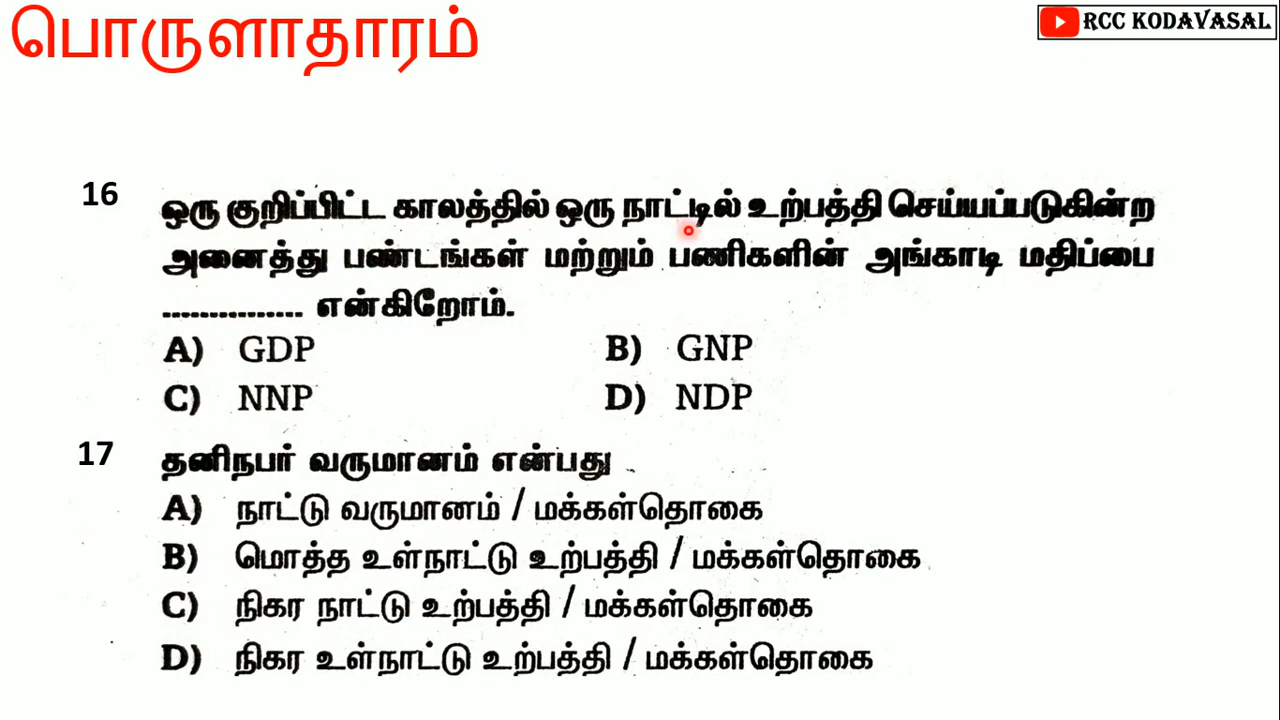 பொருளாதாரம்
RCC KODAVASAL
16 ஒரு குறிப்பிட்ட காலத்தில் ஒரு நாட்டில் உற்பத்தி செய்யப்படுகின்ற
அனைத்து பண்டங்கள் மற்றும் பணிகளின் அங்காடி மதிப்பை
............... என்கிறோம்.
A) GDP B) GNP
C) NNP D) NDP
17 தனிநபர் வருமானம் என்பது
A) நாட்டு வருமானம் / மக்கள்தொகை
B) மொத்த உள்நாட்டு உற்பத்தி / மக்கள்தொகை
C) நிகர நாட்டு உற்பத்தி / மக்கள்தொகை
D) நிகர உள்நாட்டு உற்பத்தி / மக்கள்தொகை